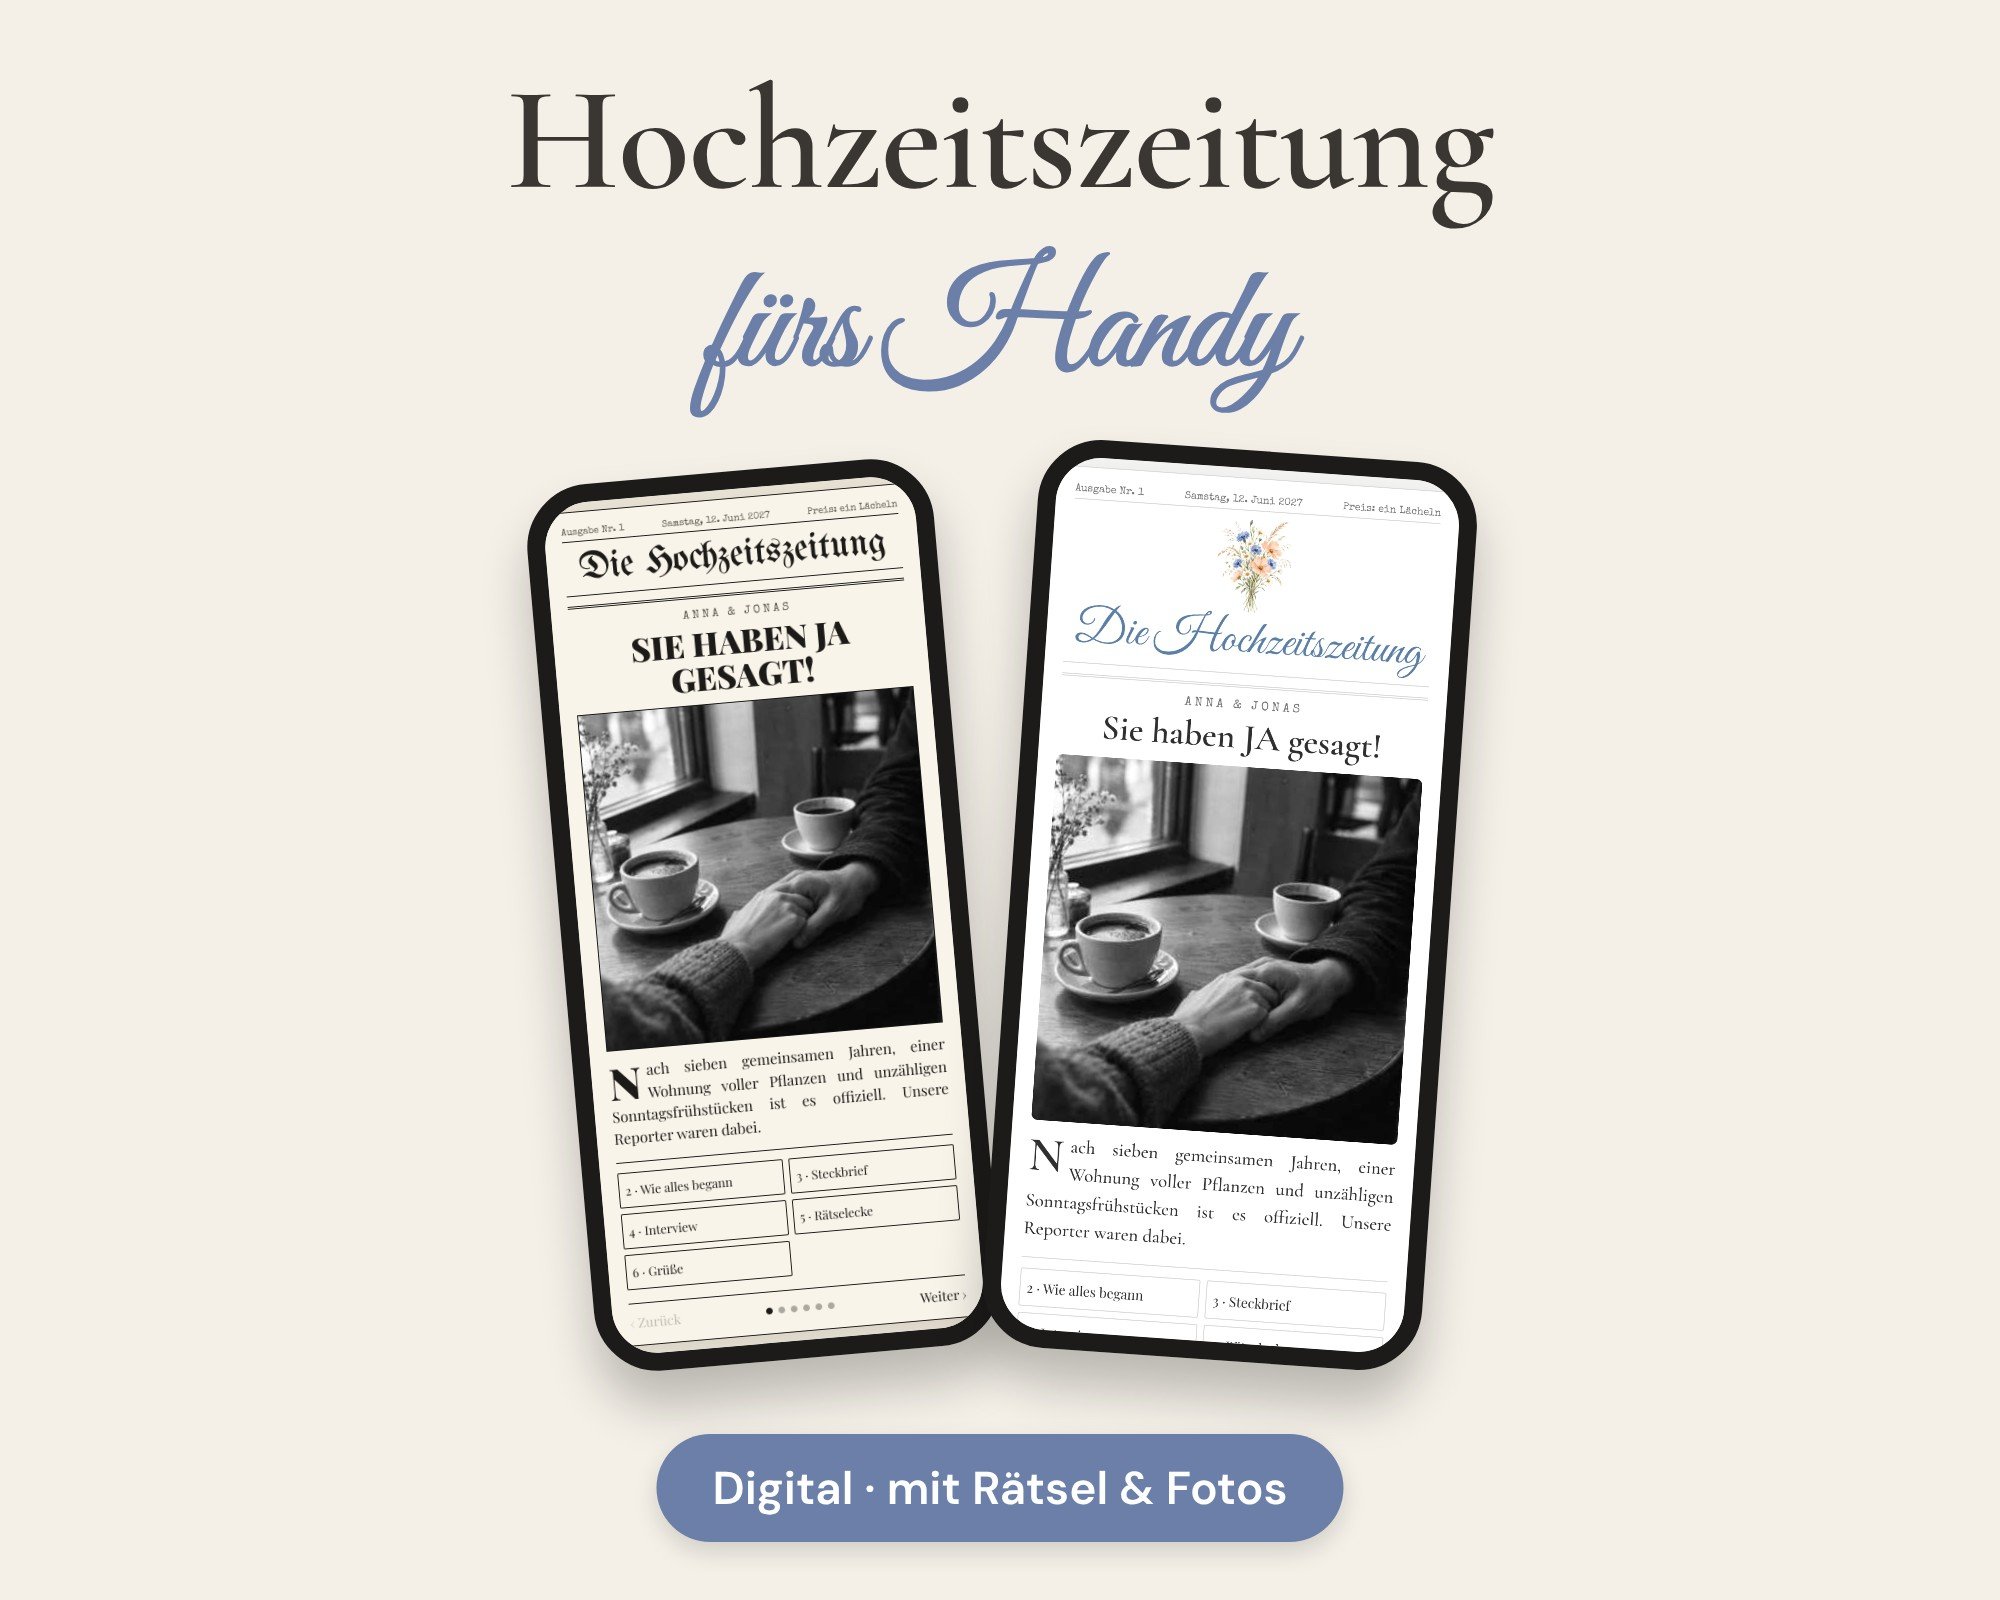 Hochzeitszeitung
fürs Handy
Ausgabe Nr. 1 Samstag, 12. Juni 2027 Preis: ein Lächeln
Die Hochzeitszeitung
ANNA & JONAS
SIE HABEN JA
GESAGT!
Nach sieben gemeinsamen Jahren, einer
Wohnung voller Pflanzen und unzähligen
Sonntagsfrühstücken ist es offiziell. Unsere
Reporter waren dabei.
2 · Wie alles begann
3 · Steckbrief
4 · Interview
5 · Rätselecke
6 · Grüße
‹ Zurück
Weiter ›
Ausgabe Nr. 1 Samstag, 12. Juni 2027 Preis: ein Lächeln
Die Hochzeitszeitung
ANNA & JONAS
Sie haben JA gesagt!
Nach sieben gemeinsamen Jahren, einer
Wohnung voller Pflanzen und unzähligen
Sonntagsfrühstücken ist es offiziell. Unsere
Reporter waren dabei.
2 · Wie alles begann
3 · Steckbrief
Digital · mit Rätsel & Fotos